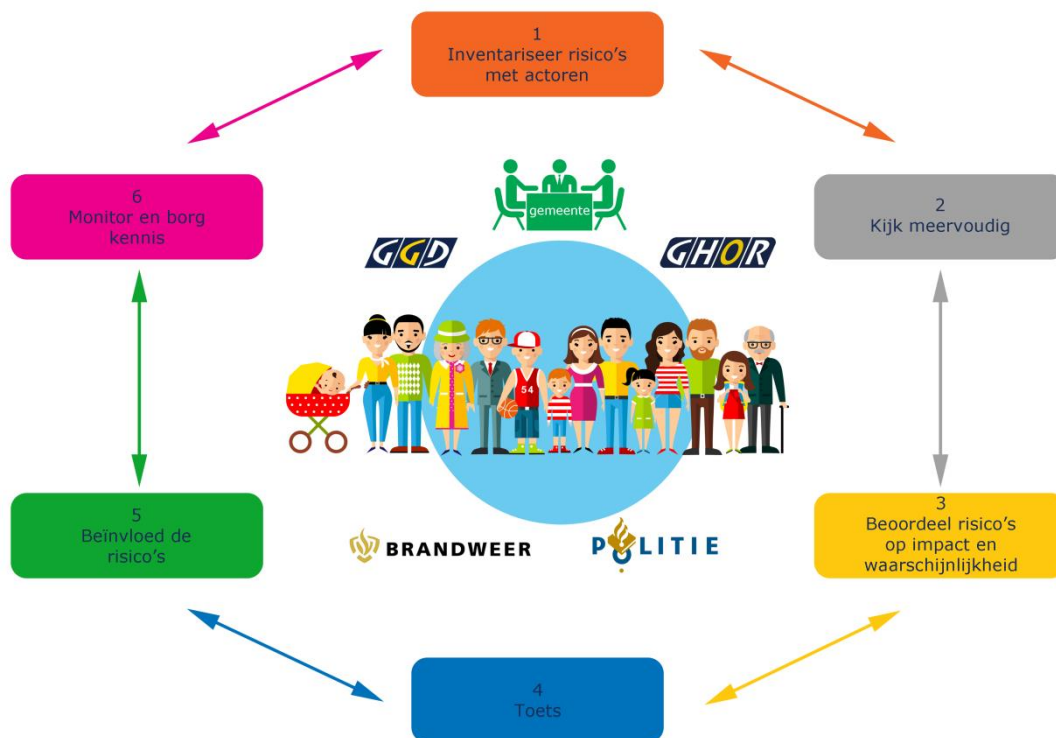 1
Inventariseer risico’s
met actoren
6
Monitor en borg
kennis
gemeente
2
Kijk meervoudig
GGD
GHOR
54
5
Beïnvloed de
risico’s
3
Beoordeel risico’s
op impact en
waarschijnlijkheid
BRANDWEER
POLITIE
4
Toets